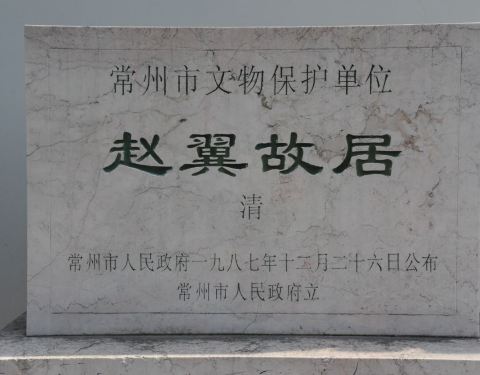 常州市文物保护单位
赵翼故居
清
常州市人民政府一九八七年十二月二十六日公布
常州市人民政府立